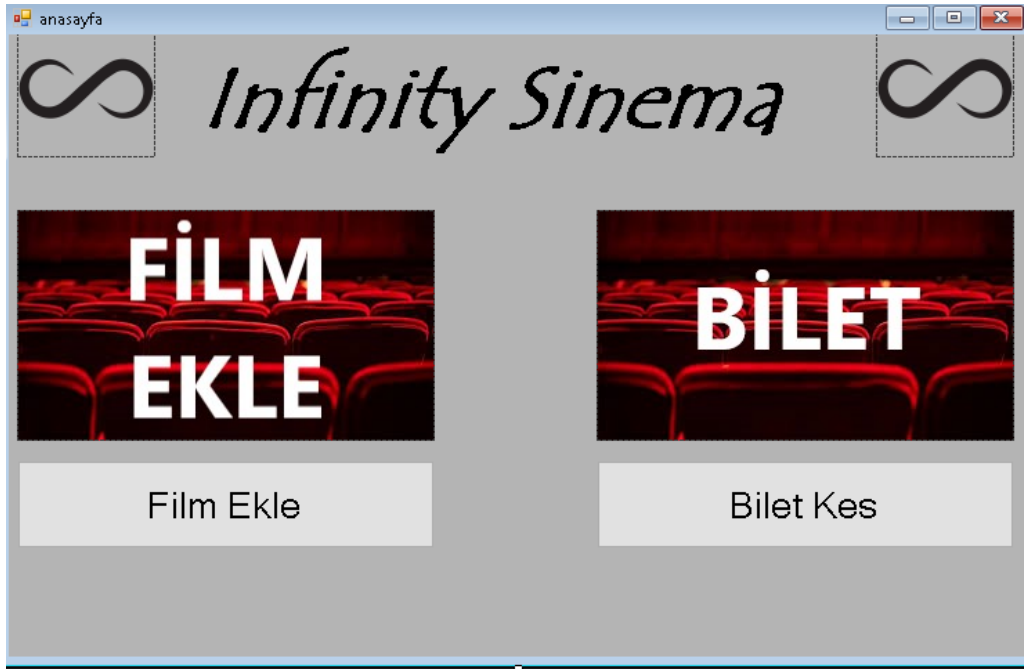 anasayfa
Infinity Sinema
FİLM
EKLE
BİLET
Film Ekle
Bilet Kes